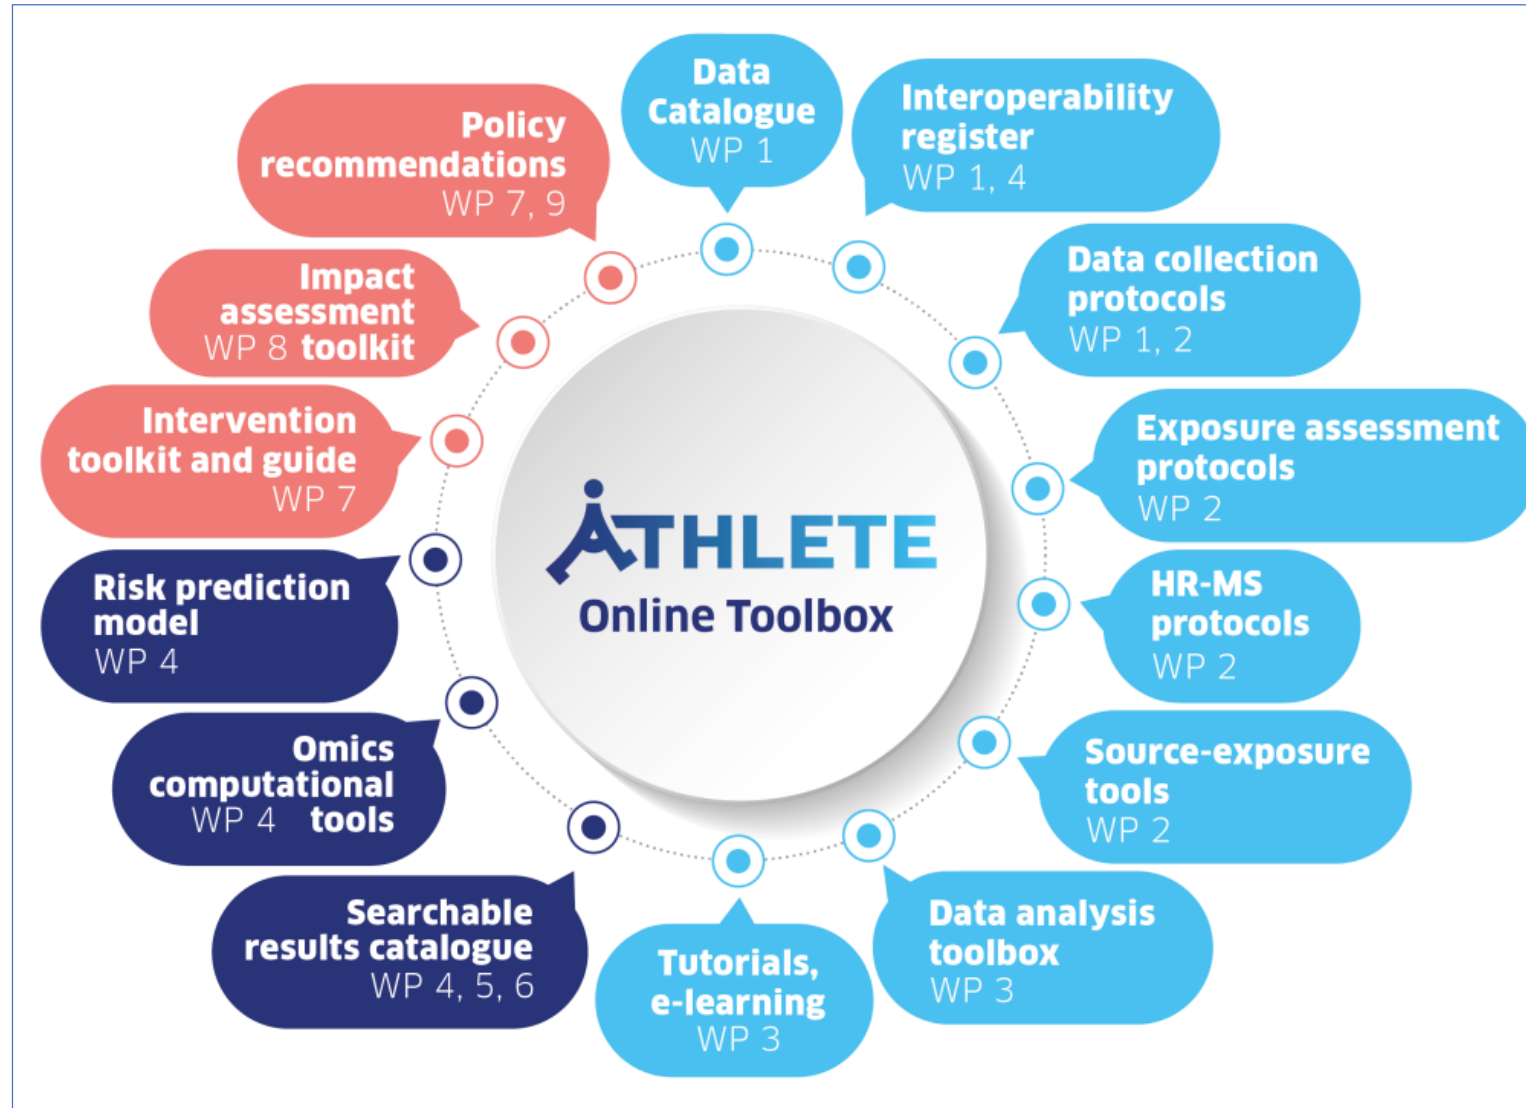 Data
Catalogue
WP 1
Interoperability
register
WP 1, 4
Data collection
protocols
WP 1, 2
Exposure assessment
protocols
WP 2
HR-MS
protocols
WP 2
Source-exposure
tools
WP 2
Data analysis
toolbox
WP 3
Tutorials,
e-learning
WP 3
Searchable
results catalogue
WP 4, 5, 6
Omics
computational
WP 4 tools
Risk prediction
model
WP 4
Intervention
toolkit and guide
WP 7
Impact
assessment
WP 8 toolkit
Policy
recommendations
WP 7, 9
ATHLETE
Online Toolbox